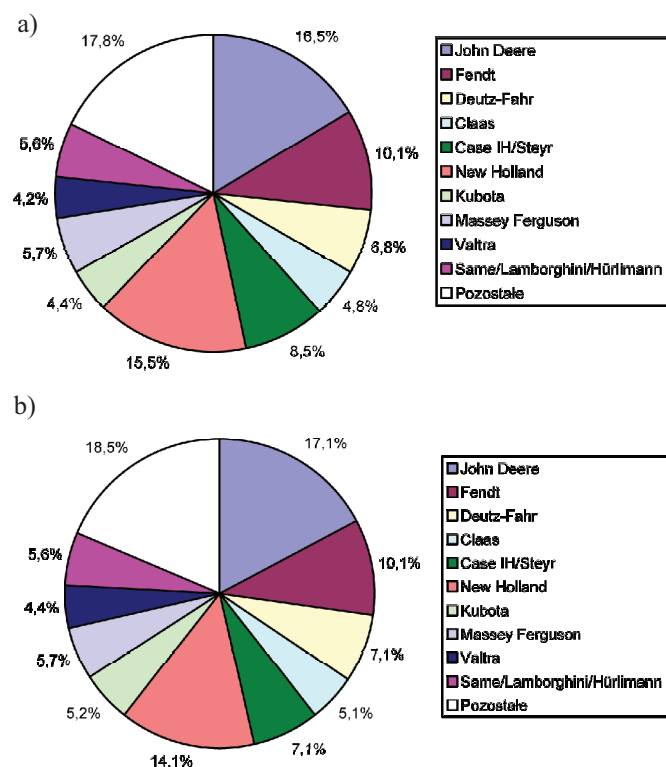 a)
17,8%
16,5%
5,6%
10,1%
4,2%
6,8%
5,7%
4,8%
4,4%
8,5%
15,5%
John Deere
Fendt
Deutz-Fahr
Claas
Case IH/Steyr
New Holland
Kubota
Massey Ferguson
Valtra
Same/Lamborghini/Hürlimann
Pozostałe
b)
18,5%
17,1%
5,6%
10,1%
4,4%
7,1%
5,7%
5,1%
5,2%
7,1%
14,1%
John Deere
Fendt
Deutz-Fahr
Claas
Case IH/Steyr
New Holland
Kubota
Massey Ferguson
Valtra
Same/Lamborghini/Hürlimann
Pozostałe